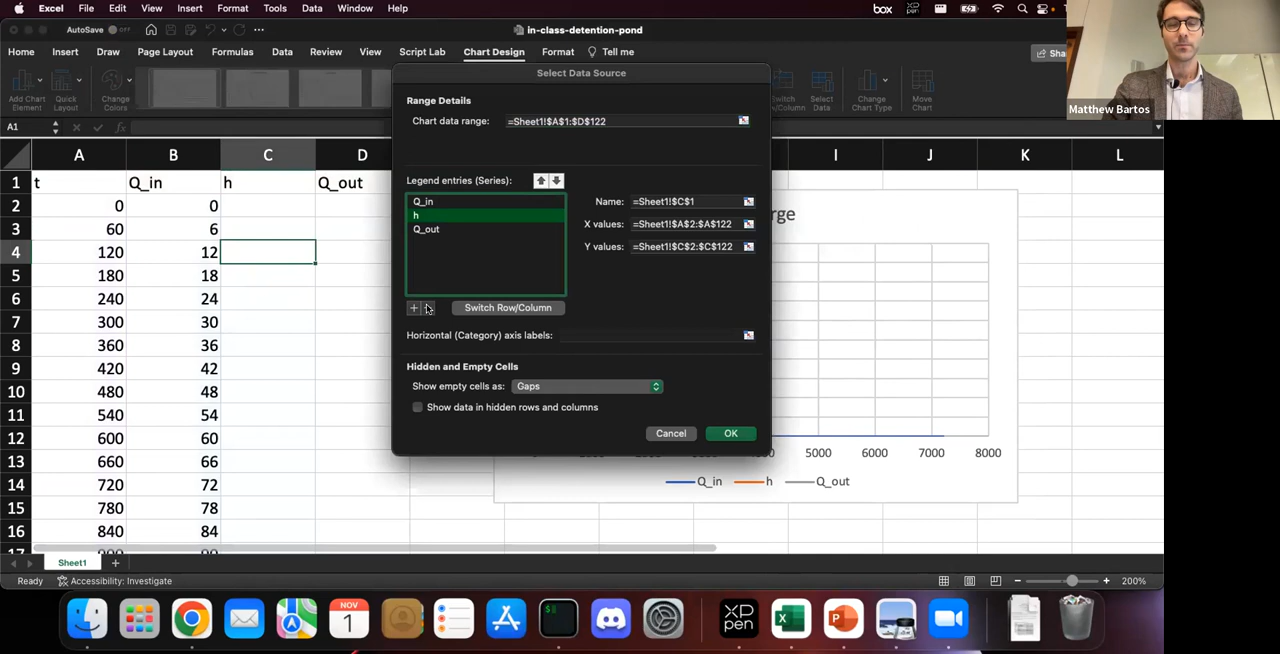 Excel File Edit View Insert Format Tools Data Window Help
box XP PEN
AutoSave OFF in-class-detention-pond
Home Insert Draw Page Layout Formulas Data Review View Script Lab Chart Design Format Tell me
Add Chart Element Quick Layout Change Colors Switch Row/Column Select Data Change Chart Type Move Chart
Matthew Bartos
A1 fx
Select Data Source
Range Details
Chart data range: =Sheet1!$A$1:$D$122
Legend entries (Series):
Q_in
h
Q_out
Name: =Sheet1!$C$1
X values: =Sheet1!$A$2:$A$122
Y values: =Sheet1!$C$2:$C$122
+ Switch Row/Column
Horizontal (Category) axis labels:
Hidden and Empty Cells
Show empty cells as: Gaps
Show data in hidden rows and columns
Cancel OK
A B C D I J K L
1 t Q_in h Q_out
2 0 0
3 60 6
4 120 12
5 180 18
6 240 24
7 300 30
8 360 36
9 420 42
10 480 48
11 540 54
12 600 60
13 660 66
14 720 72
15 780 78
16 840 84
5000 6000 7000 8000
Q_in h Q_out
Sheet1 +
Ready Accessibility: Investigate 200%
NOV 1
XP PEN